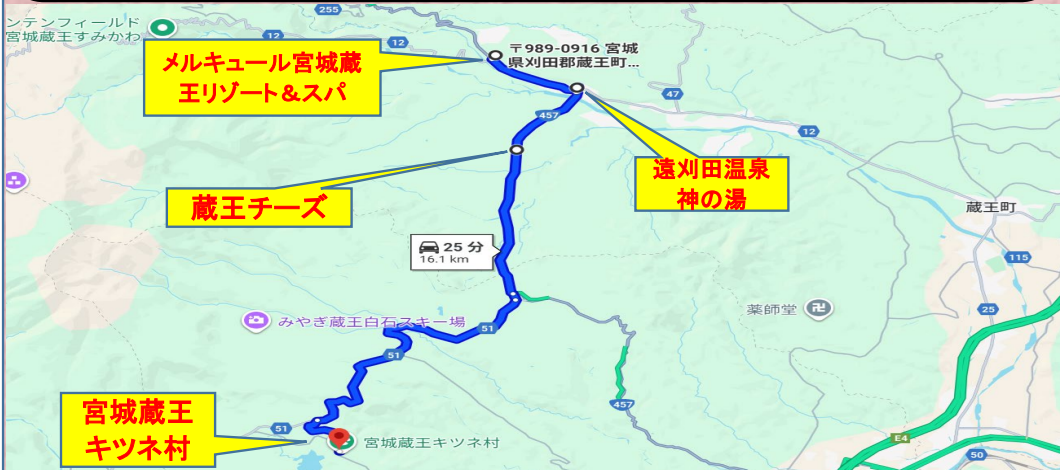 255
ンテンフィールド
宮城蔵王すみかわ
12
12
メルキュール宮城蔵
王リゾート&スパ
〒989-0916 宮城
県刈田郡蔵王町...
47
457
12
遠刈田温泉
神の湯
蔵王チーズ
蔵王町
25 分
16.1 km
115
25
薬師堂
みやぎ蔵王白石スキー場
51
51
457
宮城蔵王
キツネ村
51
宮城蔵王キツネ村
E4
50